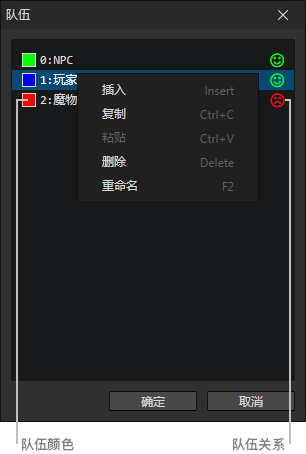 队伍
0:NPC
1:玩家
2:魔物
插入 Insert
复制 Ctrl+C
粘贴 Ctrl+V
删除 Delete
重命名 F2
确定 取消
队伍颜色 队伍关系